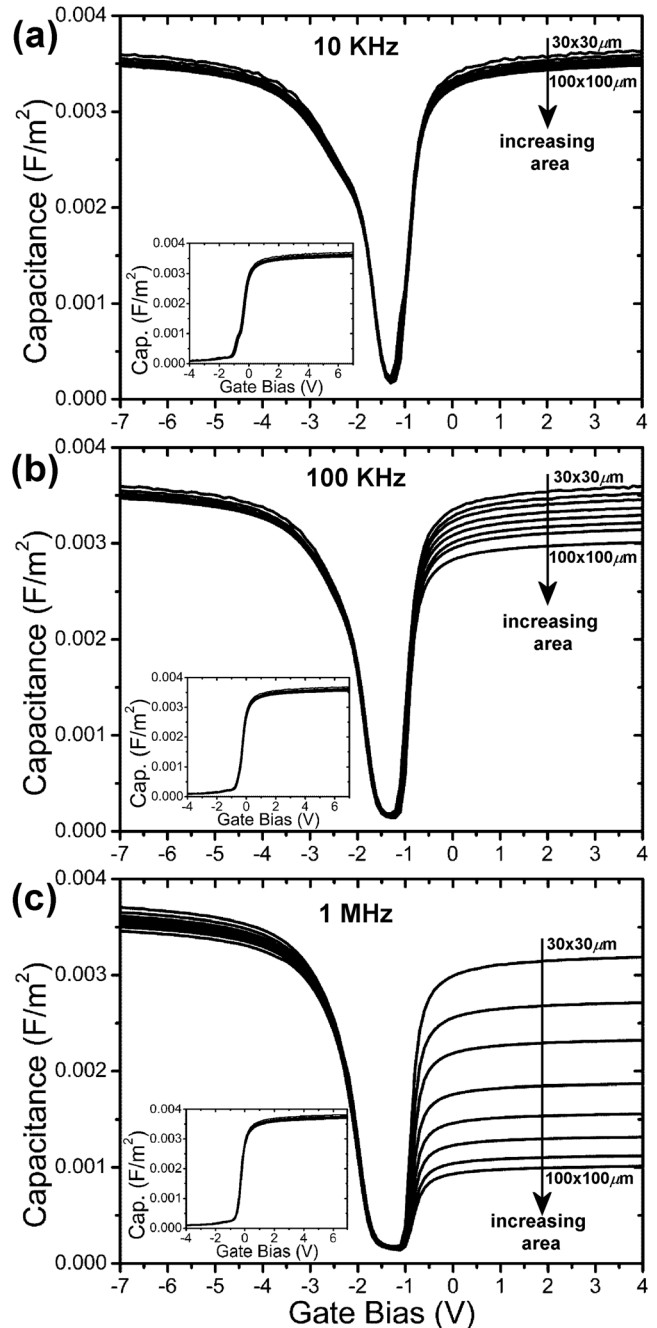 (a)
10 KHz
30x30μm
100x100μm
increasing
area
Capacitance (F/m²)
0.004
0.003
0.002
0.001
0.000
Cap. (F/m²)
0.004
0.003
0.002
0.001
0.000
-4 -2 0 2 4 6
Gate Bias (V)
-7 -6 -5 -4 -3 -2 -1 0 1 2 3 4
(b)
100 KHz
30x30μm
100x100μm
increasing
area
Capacitance (F/m²)
0.004
0.003
0.002
0.001
0.000
Cap. (F/m²)
0.004
0.003
0.002
0.001
0.000
-4 -2 0 2 4 6
Gate Bias (V)
-7 -6 -5 -4 -3 -2 -1 0 1 2 3 4
(c)
1 MHz
30x30μm
100x100μm
increasing
area
Capacitance (F/m²)
0.004
0.003
0.002
0.001
0.000
Cap. (F/m²)
0.004
0.003
0.002
0.001
0.000
-4 -2 0 2 4 6
Gate Bias (V)
-7 -6 -5 -4 -3 -2 -1 0 1 2 3 4
Gate Bias (V)